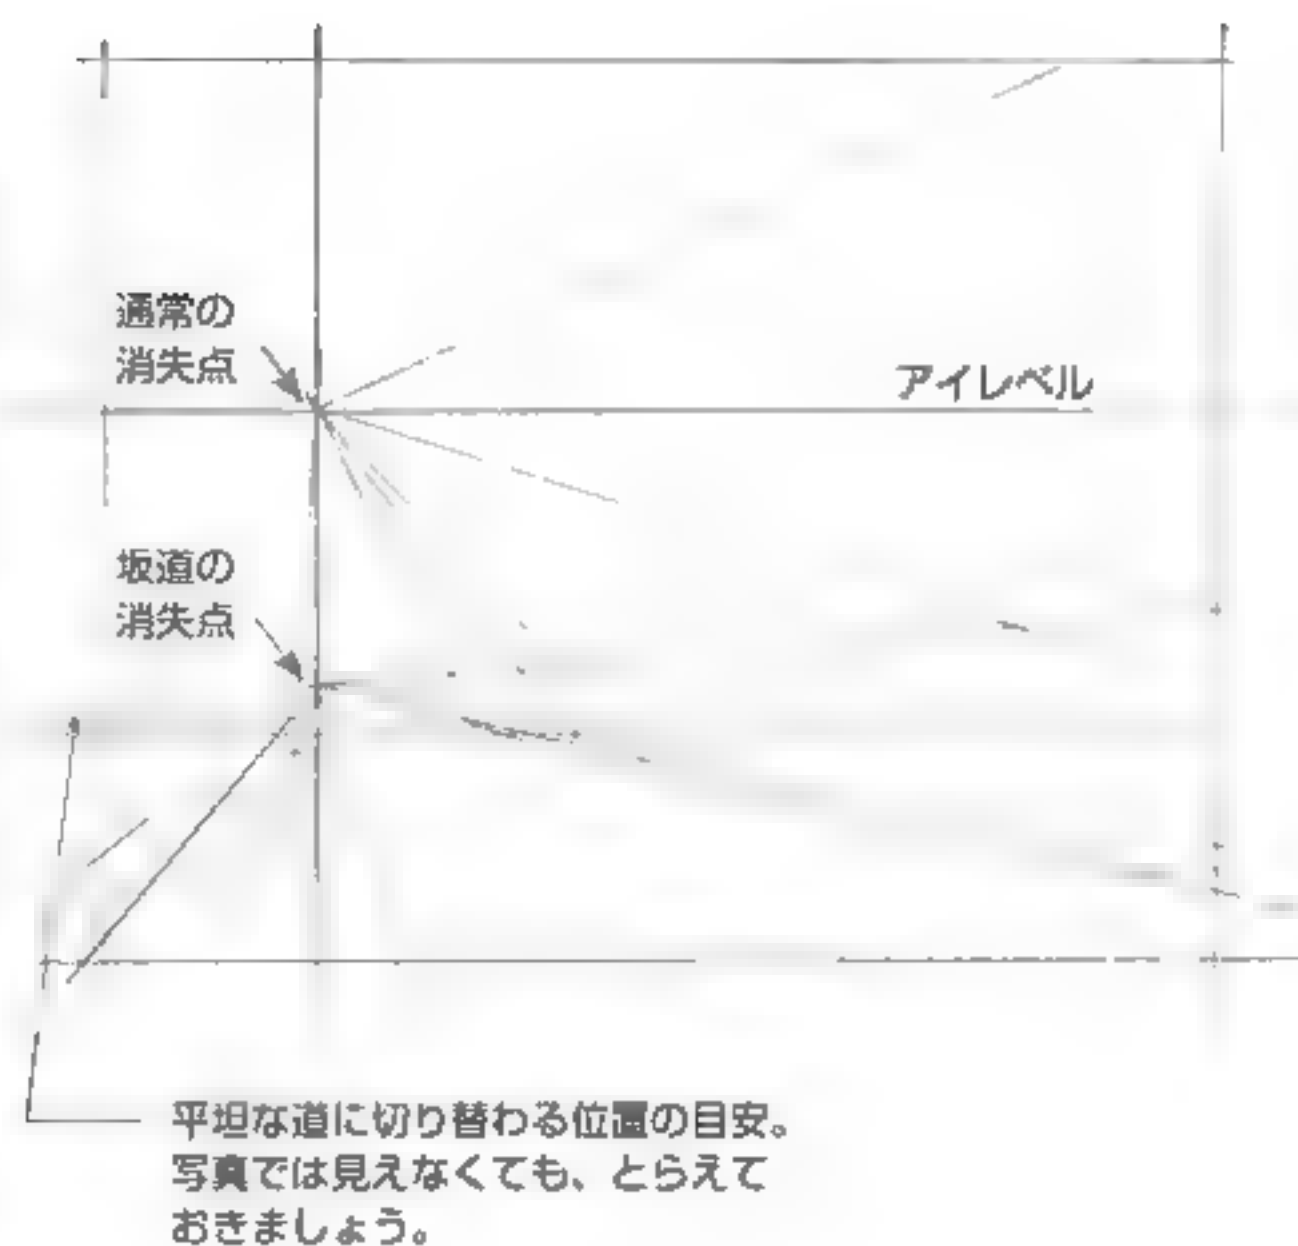 通常の
消失点
アイレベル
坂道の
消失点
平坦な道に切り替わる位置の目安。
写真では見えなくても、とらえて
おきましょう。